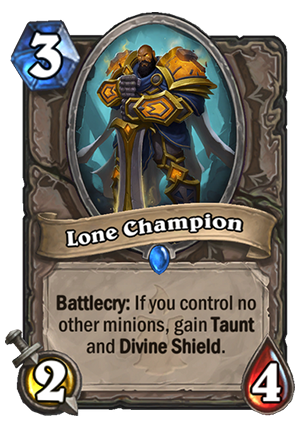 3
Lone Champion
Battlecry: If you control no
other minions, gain Taunt
and Divine Shield.
2
4